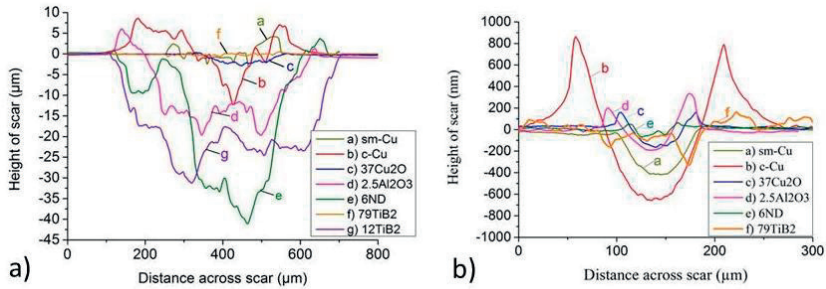 10
5
0
-5
-10
-15
-20
-25
-30
-35
-40
-45
0 200 400 600 800
Height of scar (µm)
Distance across scar (µm)
a
f
c
b
d
g
e
a) sm-Cu
b) c-Cu
c) 37Cu2O
d) 2.5Al2O3
e) 6ND
f) 79TiB2
g) 12TiB2
a)
1000
800
600
400
200
0
-200
-400
-600
-800
-1000
0 100 200 300
Height of scar (nm)
Distance across scar (µm)
b
d
c
f
e
a
a) sm-Cu
b) c-Cu
c) 37Cu2O
d) 2.5Al2O3
e) 6ND
f) 79TiB2
b)